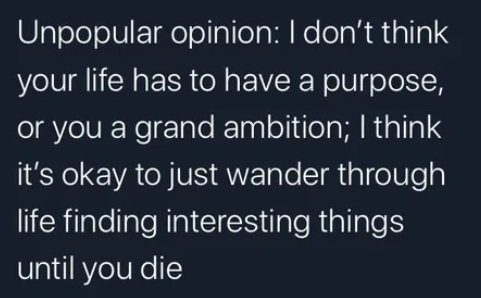 Unpopular opinion: I don’t think
your life has to have a purpose,
or you a grand ambition; I think
it’s okay to just wander through
life finding interesting things
until you die